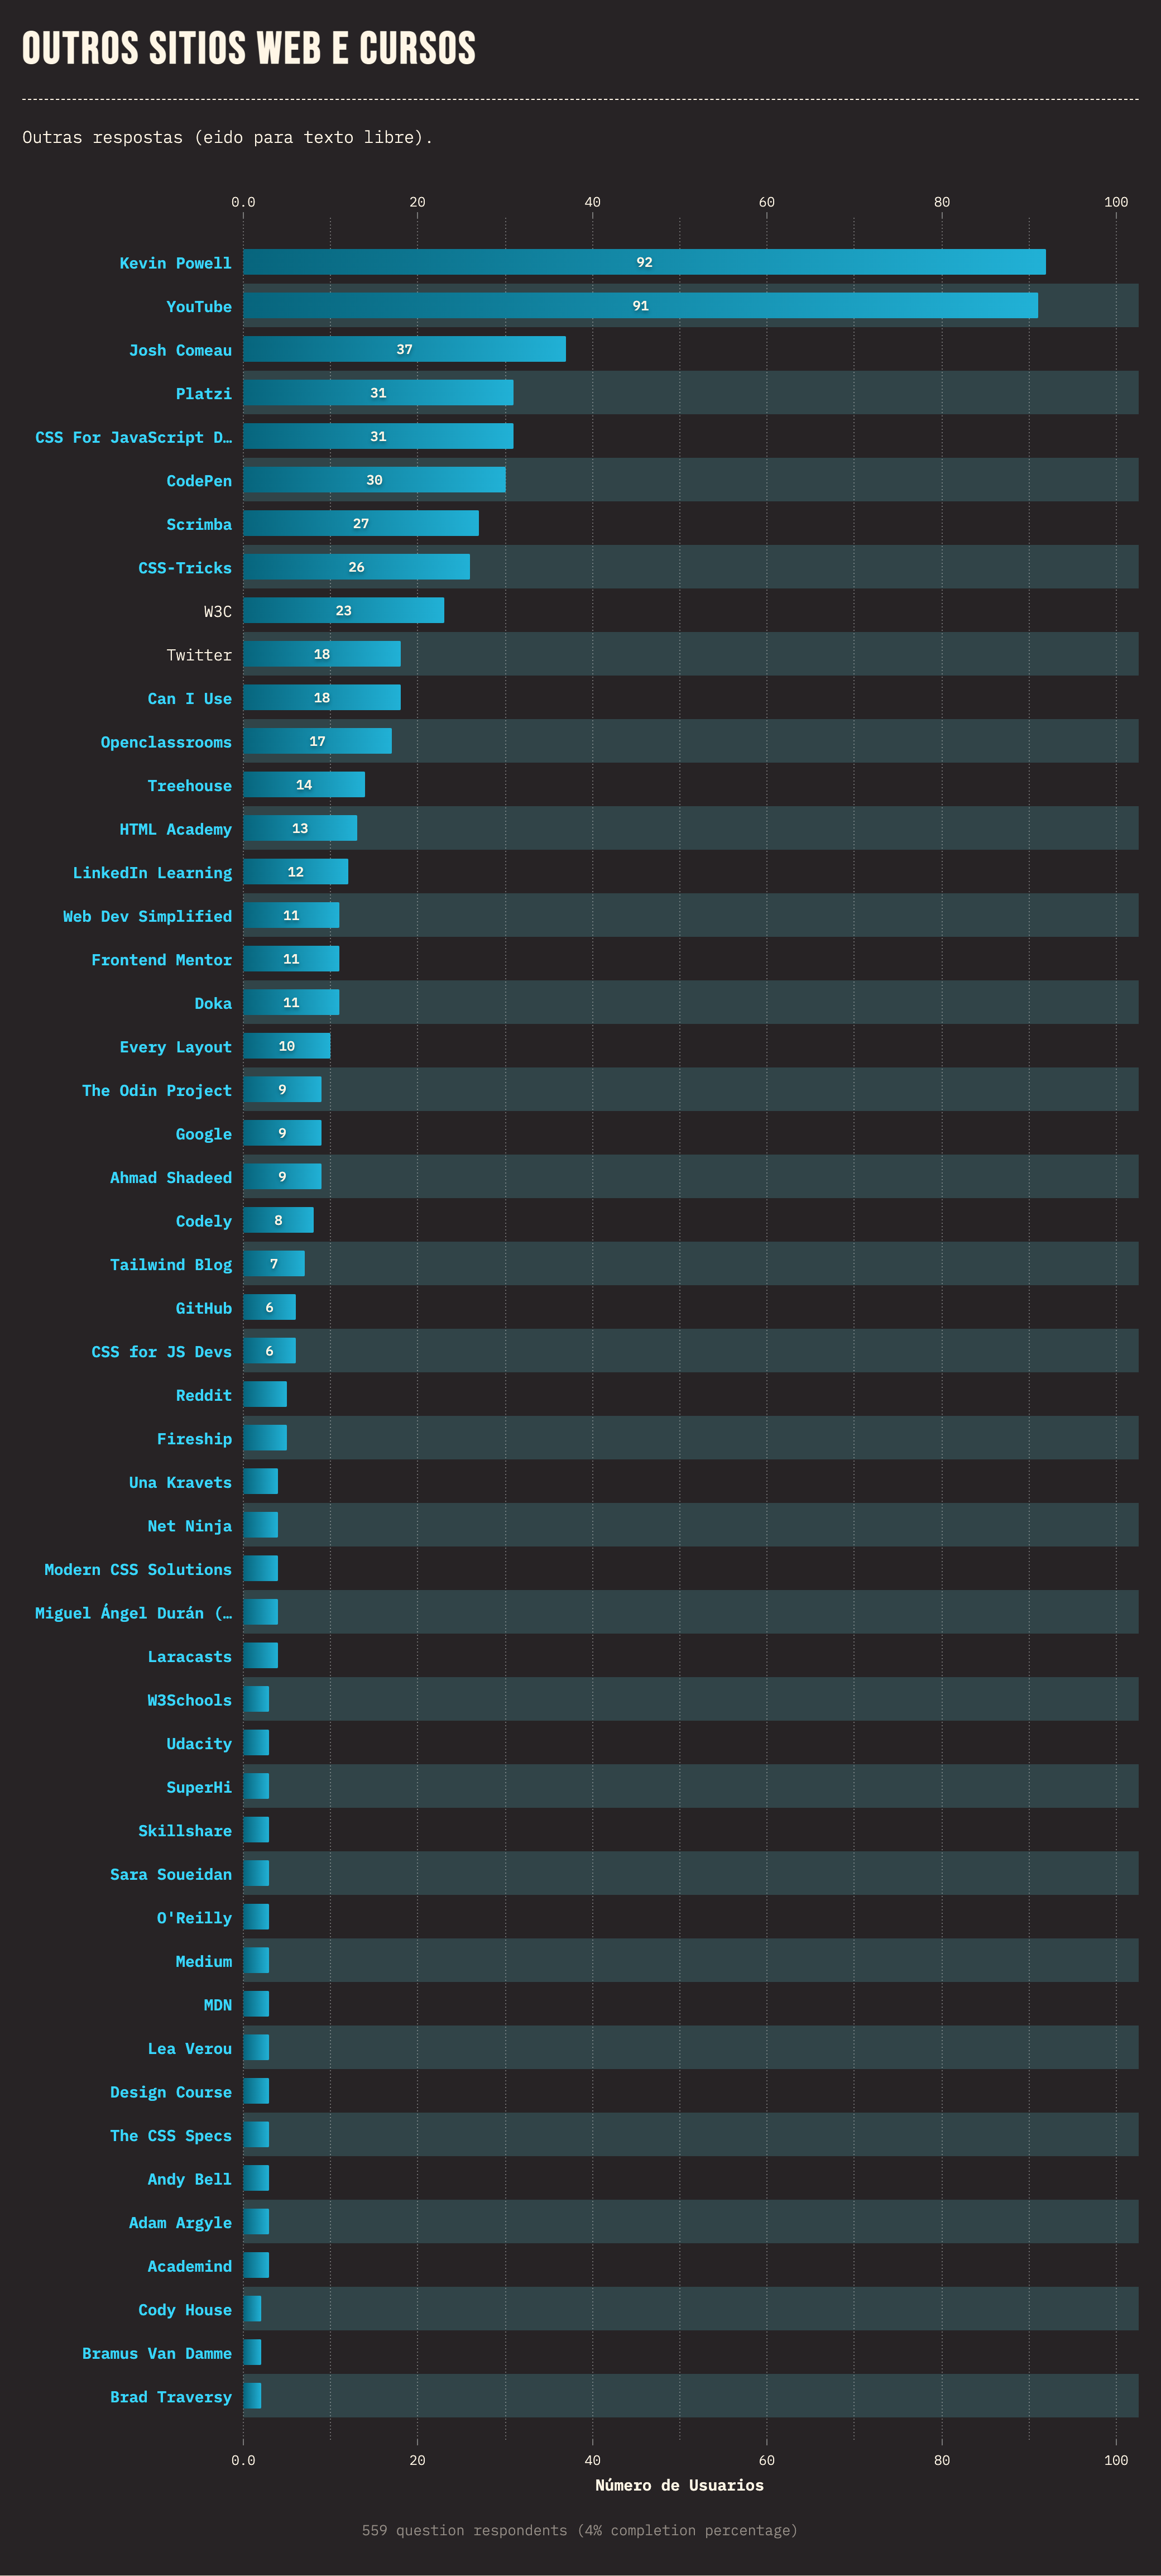 OUTROS SITIOS WEB E CURSOS
Outras respostas (eido para texto libre).
0.0 20 40 60 80 100
Kevin Powell 92
YouTube 91
Josh Comeau 37
Platzi 31
CSS For JavaScript D… 31
CodePen 30
Scrimba 27
CSS-Tricks 26
W3C 23
Twitter 18
Can I Use 18
Openclassrooms 17
Treehouse 14
HTML Academy 13
LinkedIn Learning 12
Web Dev Simplified 11
Frontend Mentor 11
Doka 11
Every Layout 10
The Odin Project 9
Google 9
Ahmad Shadeed 9
Codely 8
Tailwind Blog 7
GitHub 6
CSS for JS Devs 6
Reddit
Fireship
Una Kravets
Net Ninja
Modern CSS Solutions
Miguel Ángel Durán (…
Laracasts
W3Schools
Udacity
SuperHi
Skillshare
Sara Soueidan
O'Reilly
Medium
MDN
Lea Verou
Design Course
The CSS Specs
Andy Bell
Adam Argyle
Academind
Cody House
Bramus Van Damme
Brad Traversy
0.0 20 40 60 80 100
Número de Usuarios
559 question respondents (4% completion percentage)